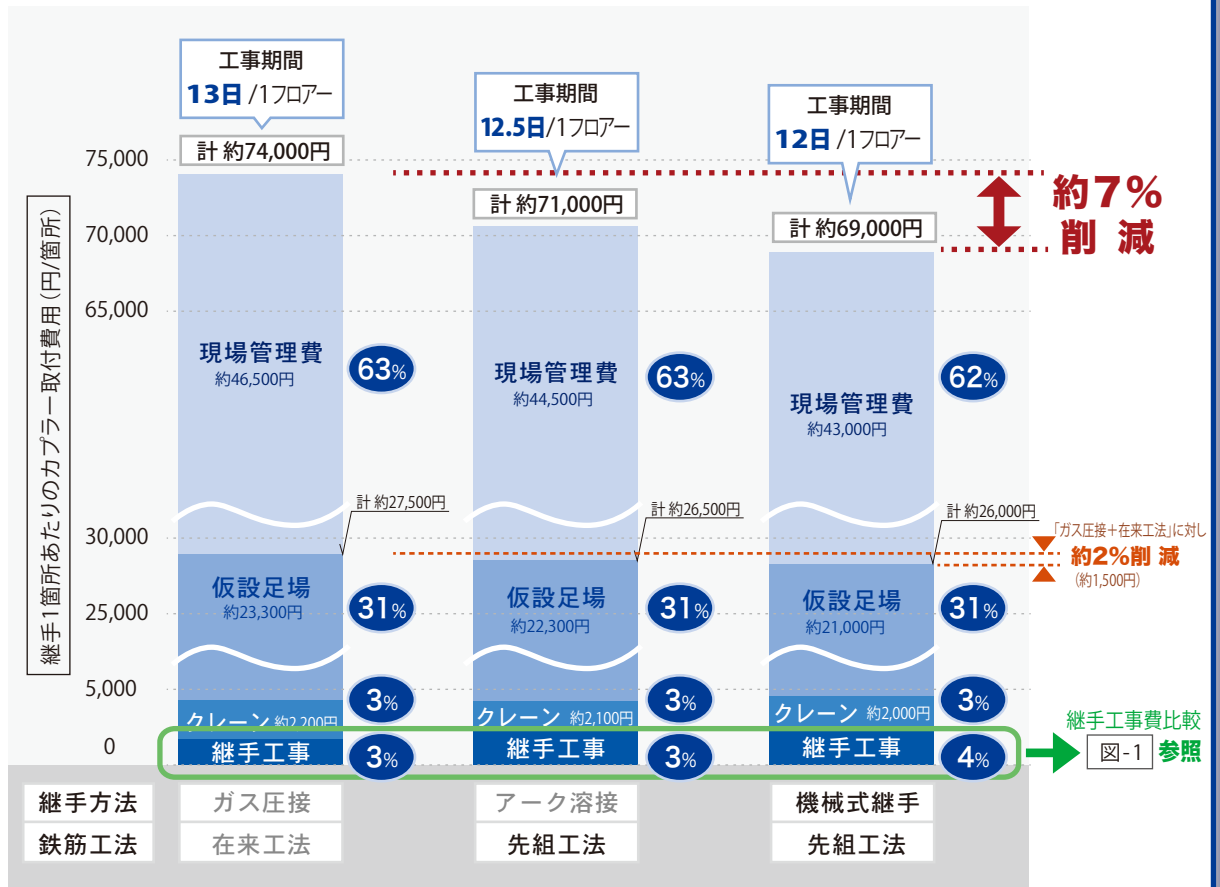 工事期間
13日/1フロアー
計 約74,000円
工事期間
12.5日/1フロアー
計 約71,000円
工事期間
12日/1フロアー
計 約69,000円
約7%
削減
継手1箇所あたりのカプラー取付費用(円/箇所)
75,000
70,000
65,000
30,000
25,000
5,000
0
現場管理費
約46,500円
63%
計 約27,500円
仮設足場
約23,300円
31%
3%
クレーン 約2,200円
継手工事
3%
現場管理費
約44,500円
63%
計 約26,500円
仮設足場
約22,300円
31%
3%
クレーン 約2,100円
継手工事
3%
現場管理費
約43,000円
62%
計 約26,000円
仮設足場
約21,000円
31%
3%
クレーン 約2,000円
継手工事
4%
「ガス圧接+在来工法」に対し
約2%削減
(約1,500円)
継手工事費比較
図-1 参照
継手方法 ガス圧接 アーク溶接 機械式継手
鉄筋工法 在来工法 先組工法 先組工法